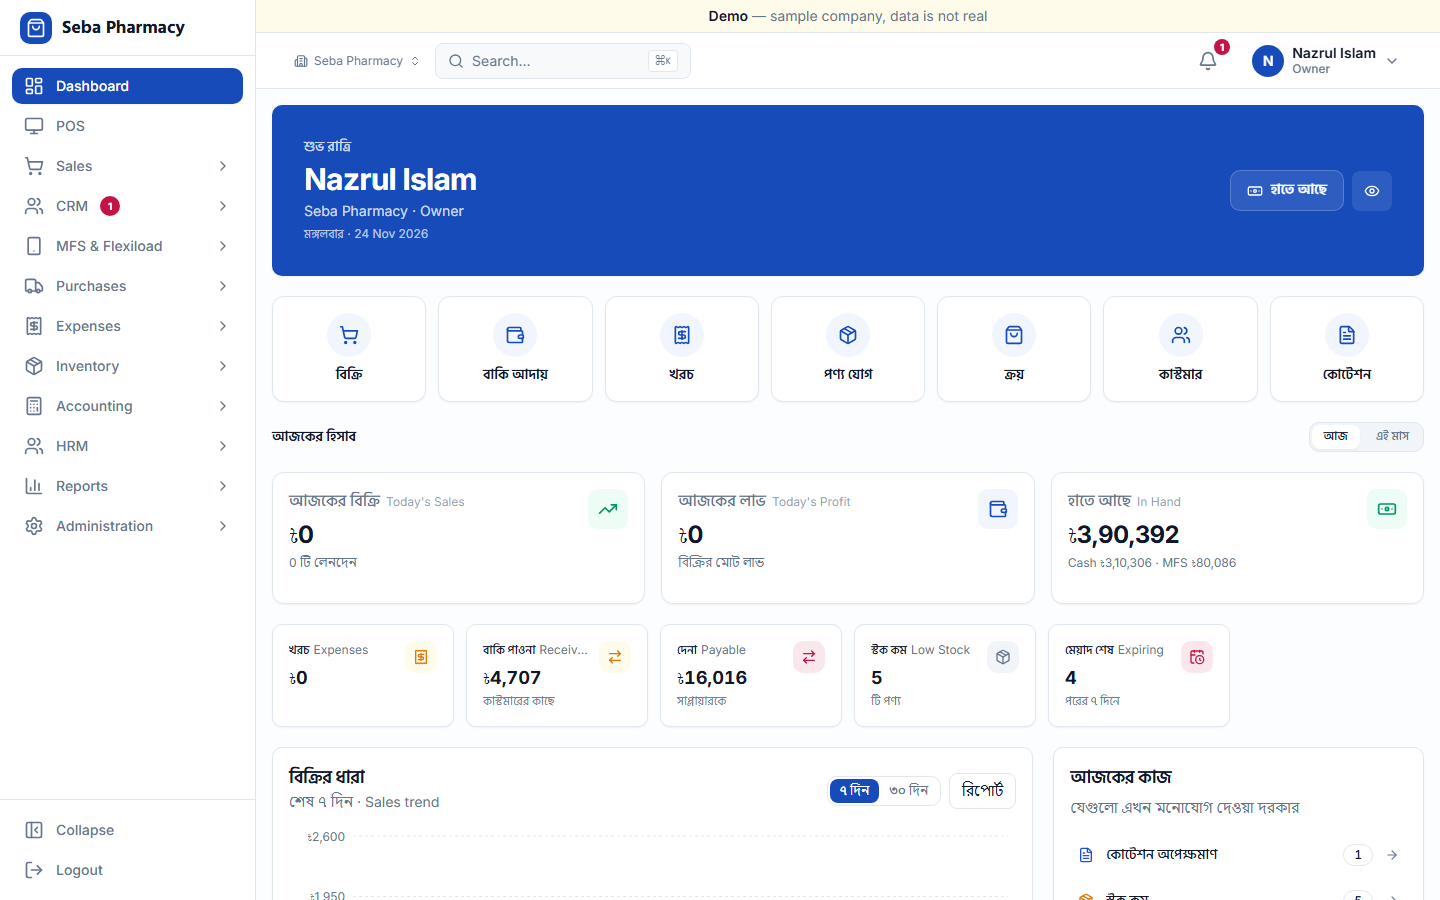 Seba Pharmacy
Demo — sample company, data is not real
Seba Pharmacy
Search...
⌘K
1
N
Nazrul Islam
Owner
Dashboard
POS
Sales
CRM 1
MFS & Flexiload
Purchases
Expenses
Inventory
Accounting
HRM
Reports
Administration
Collapse
Logout
শুভ রাত্রি
Nazrul Islam
Seba Pharmacy · Owner
মঙ্গলবার · 24 Nov 2026
হাতে আছে
বিক্রি
বাকি আদায়
খরচ
পণ্য যোগ
ক্রয়
কাস্টমার
কোটেশন
আজকের হিসাব
আজ
এই মাস
আজকের বিক্রি Today's Sales
৳0
0 টি লেনদেন
আজকের লাভ Today's Profit
৳0
বিক্রির মোট লাভ
হাতে আছে In Hand
৳3,90,392
Cash ৳3,10,306 · MFS ৳80,086
খরচ Expenses
৳0
বাকি পাওনা Receiv...
৳4,707
কাস্টমারের কাছে
দেনা Payable
৳16,016
সাপ্লায়ারকে
স্টক কম Low Stock
5
টি পণ্য
মেয়াদ শেষ Expiring
4
পরের ৭ দিনে
বিক্রির ধারা
শেষ ৭ দিন · Sales trend
৭ দিন
৩০ দিন
রিপোর্ট
৳2,600
৳1,950
আজকের কাজ
যেগুলো এখন মনোযোগ দেওয়া দরকার
কোটেশন অপেক্ষমাণ 1
স্টক কম 5